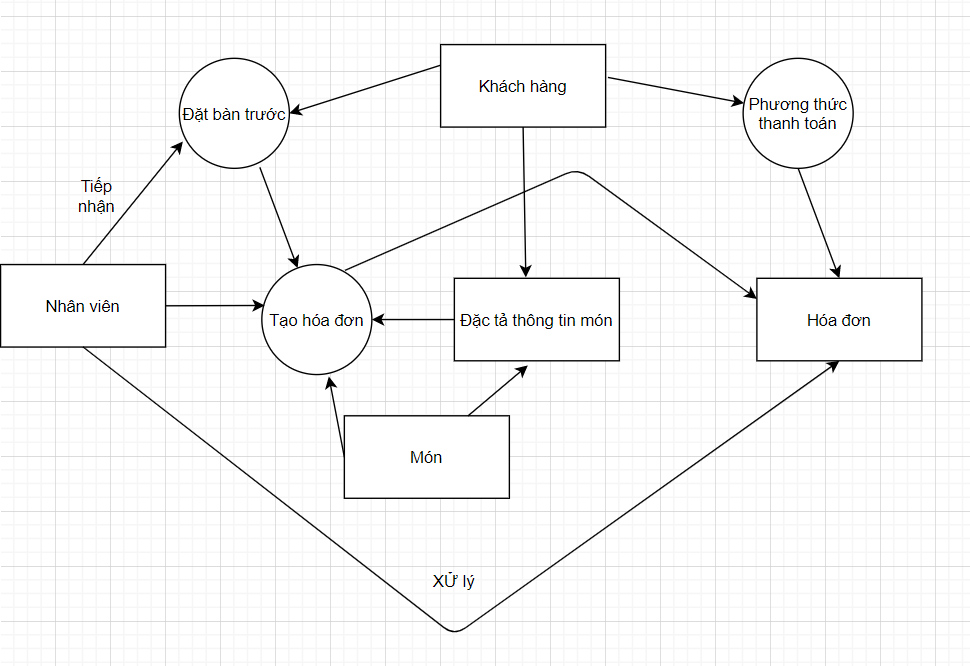 Khách hàng
Đặt bàn trước
Phương thức
thanh toán
Tiếp
nhận
Nhân viên
Tạo hóa đơn
Đặc tả thông tin món
Hóa đơn
Món
XỬ lý